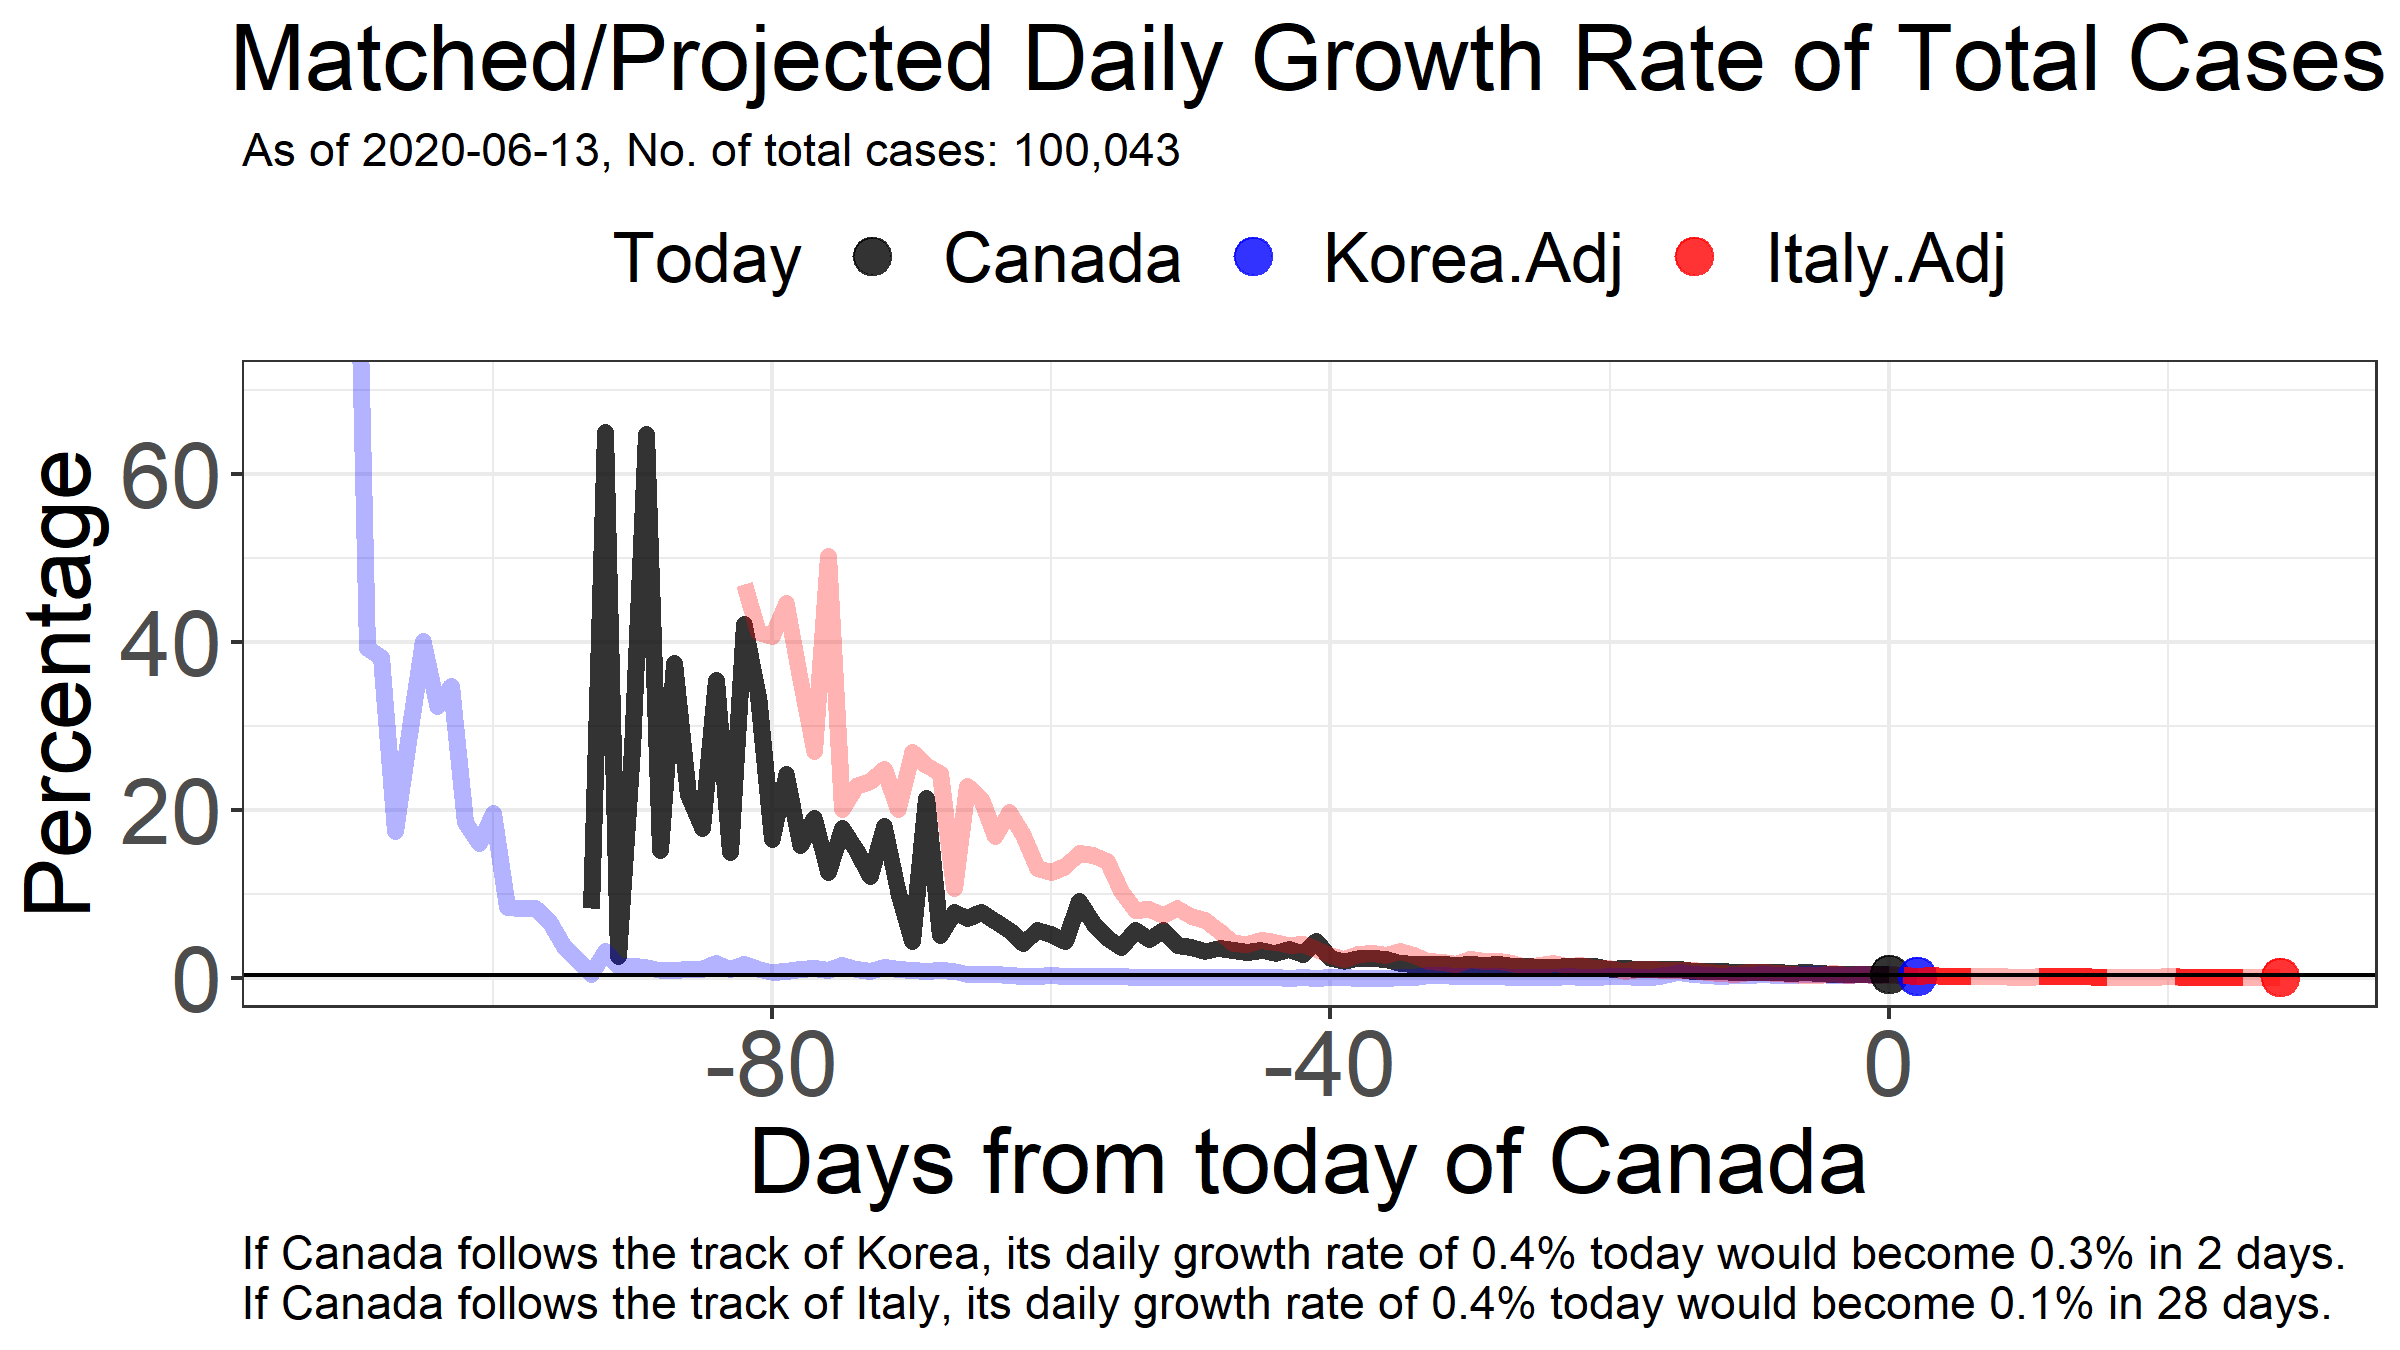 Matched/Projected Daily Growth Rate of Total Cases
As of 2020-06-13, No. of total cases: 100,043
Today Canada Korea.Adj Italy.Adj
Percentage
60
40
20
0
-80 -40 0
Days from today of Canada
If Canada follows the track of Korea, its daily growth rate of 0.4% today would become 0.3% in 2 days.
If Canada follows the track of Italy, its daily growth rate of 0.4% today would become 0.1% in 28 days.